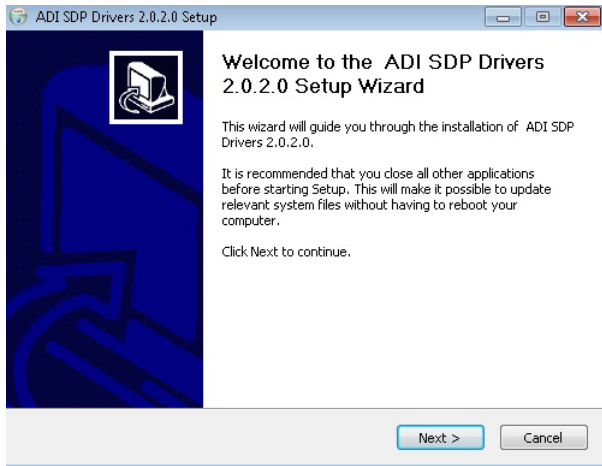 ADI SDP Drivers 2.0.2.0 Setup
Welcome to the ADI SDP Drivers
2.0.2.0 Setup Wizard
This wizard will guide you through the installation of ADI SDP
Drivers 2.0.2.0.
It is recommended that you close all other applications
before starting Setup. This will make it possible to update
relevant system files without having to reboot your
computer.
Click Next to continue.
Next > Cancel